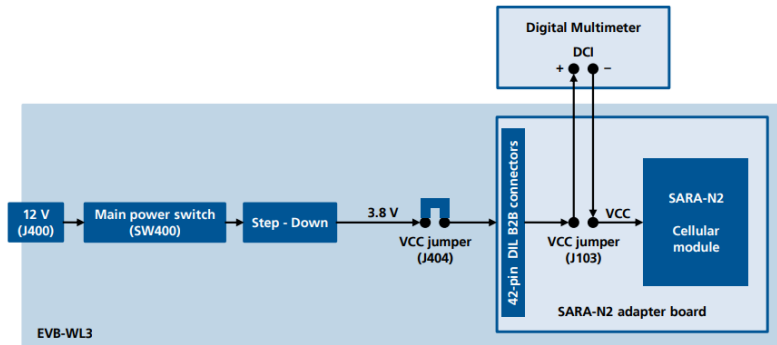 Digital Multimeter
DCI
+ −
12 V
(J400)
Main power switch
(SW400)
Step - Down
3.8 V
VCC jumper
(J404)
42-pin DIL B2B connectors
VCC
VCC jumper
(J103)
SARA-N2
Cellular
module
SARA-N2 adapter board
EVB-WL3